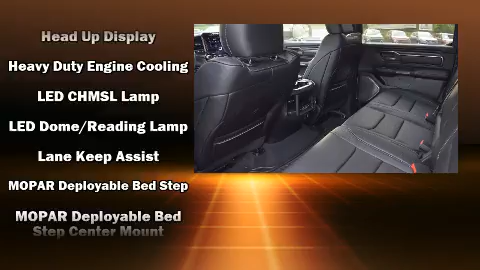 Head Up Display
Heavy Duty Engine Cooling
LED CHMSL Lamp
LED Dome/Reading Lamp
Lane Keep Assist
MOPAR Deployable Bed Step
MOPAR Deployable Bed
Step Center Mount